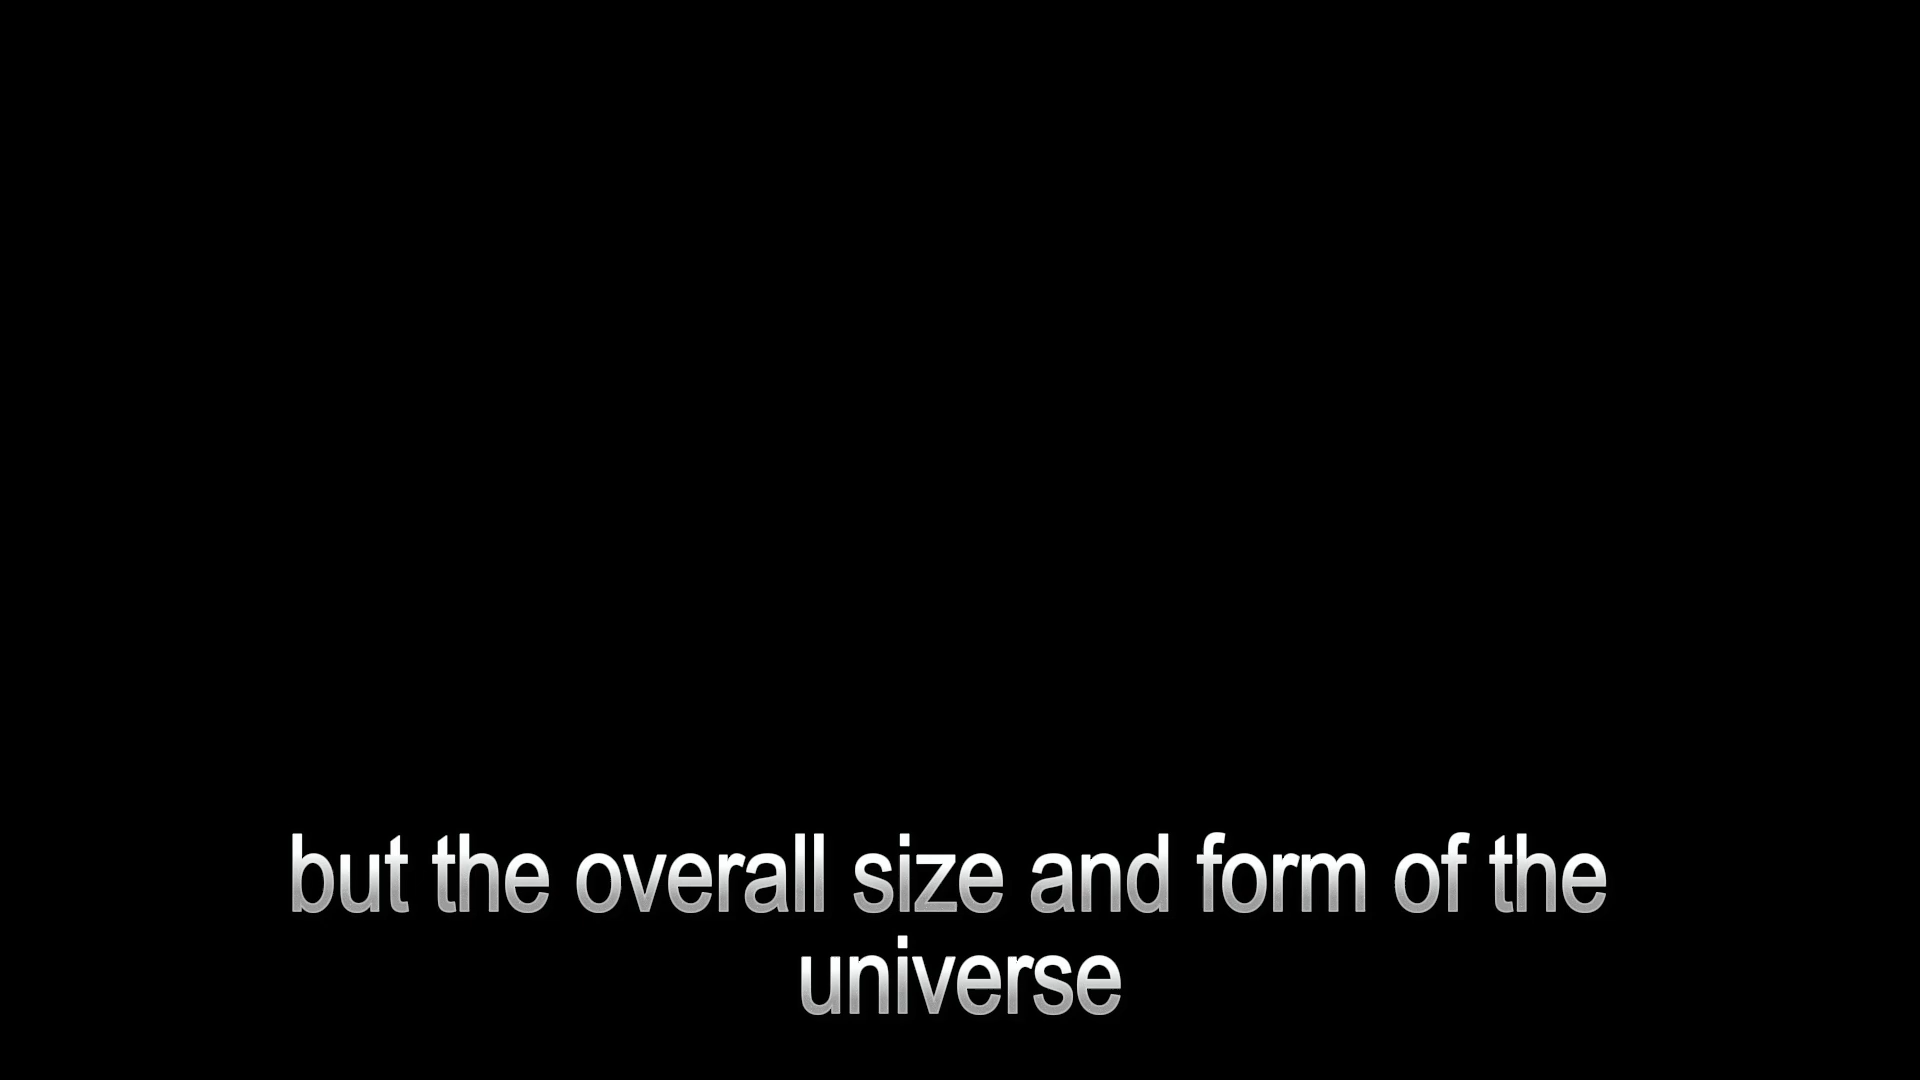 but the overall size and form of the
universe